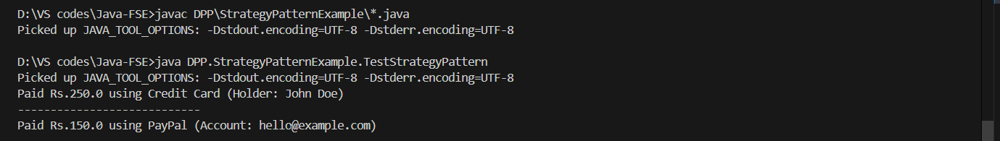 D:\VS codes\Java-FSE>javac DPP\StrategyPatternExample\*.java
Picked up JAVA_TOOL_OPTIONS: -Dstdout.encoding=UTF-8 -Dstderr.encoding=UTF-8
D:\VS codes\Java-FSE>java DPP.StrategyPatternExample.TestStrategyPattern
Picked up JAVA_TOOL_OPTIONS: -Dstdout.encoding=UTF-8 -Dstderr.encoding=UTF-8
Paid Rs.250.0 using Credit Card (Holder: John Doe)
----------------------------
Paid Rs.150.0 using PayPal (Account: hello@example.com)